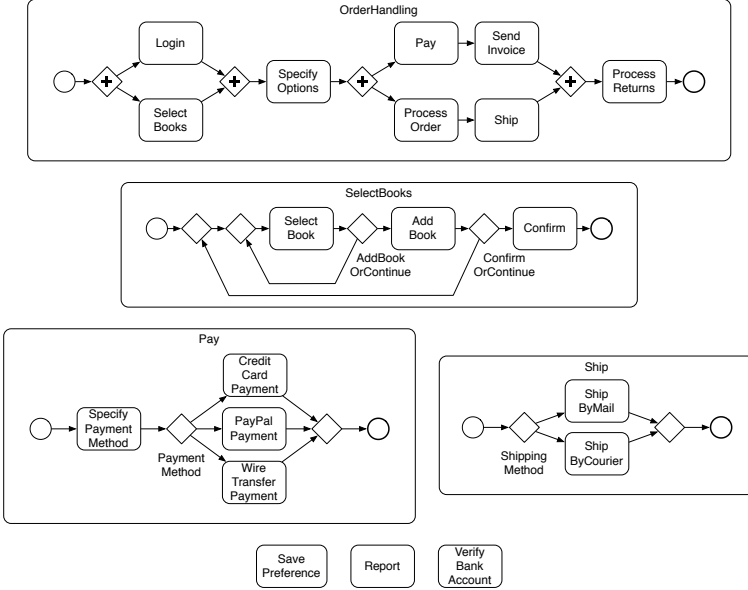 OrderHandling
Login
Select
Books
Specify
Options
Pay
Send
Invoice
Process
Order
Ship
Process
Returns
SelectBooks
Select
Book
Add
Book
Confirm
AddBook
OrContinue
Confirm
OrContinue
Pay
Specify
Payment
Method
Payment
Method
Credit
Card
Payment
PayPal
Payment
Wire
Transfer
Payment
Ship
Shipping
Method
Ship
ByMail
Ship
ByCourier
Save
Preference
Report
Verify
Bank
Account